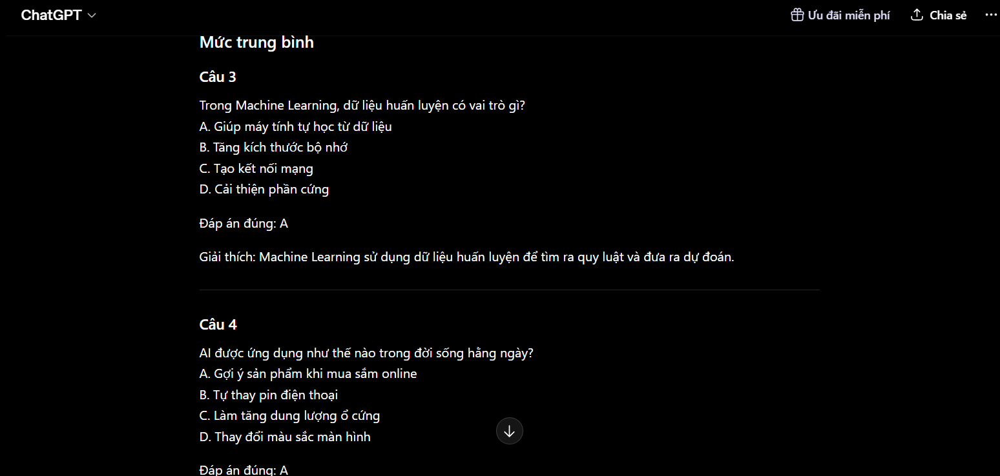 ChatGPT
Ưu đãi miễn phí
Chia sẻ
Mức trung bình
Câu 3
Trong Machine Learning, dữ liệu huấn luyện có vai trò gì?
A. Giúp máy tính tự học từ dữ liệu
B. Tăng kích thước bộ nhớ
C. Tạo kết nối mạng
D. Cải thiện phần cứng
Đáp án đúng: A
Giải thích: Machine Learning sử dụng dữ liệu huấn luyện để tìm ra quy luật và đưa ra dự đoán.
Câu 4
AI được ứng dụng như thế nào trong đời sống hằng ngày?
A. Gợi ý sản phẩm khi mua sắm online
B. Tự thay pin điện thoại
C. Làm tăng dung lượng ổ cứng
D. Thay đổi màu sắc màn hình
Đáp án đúng: A